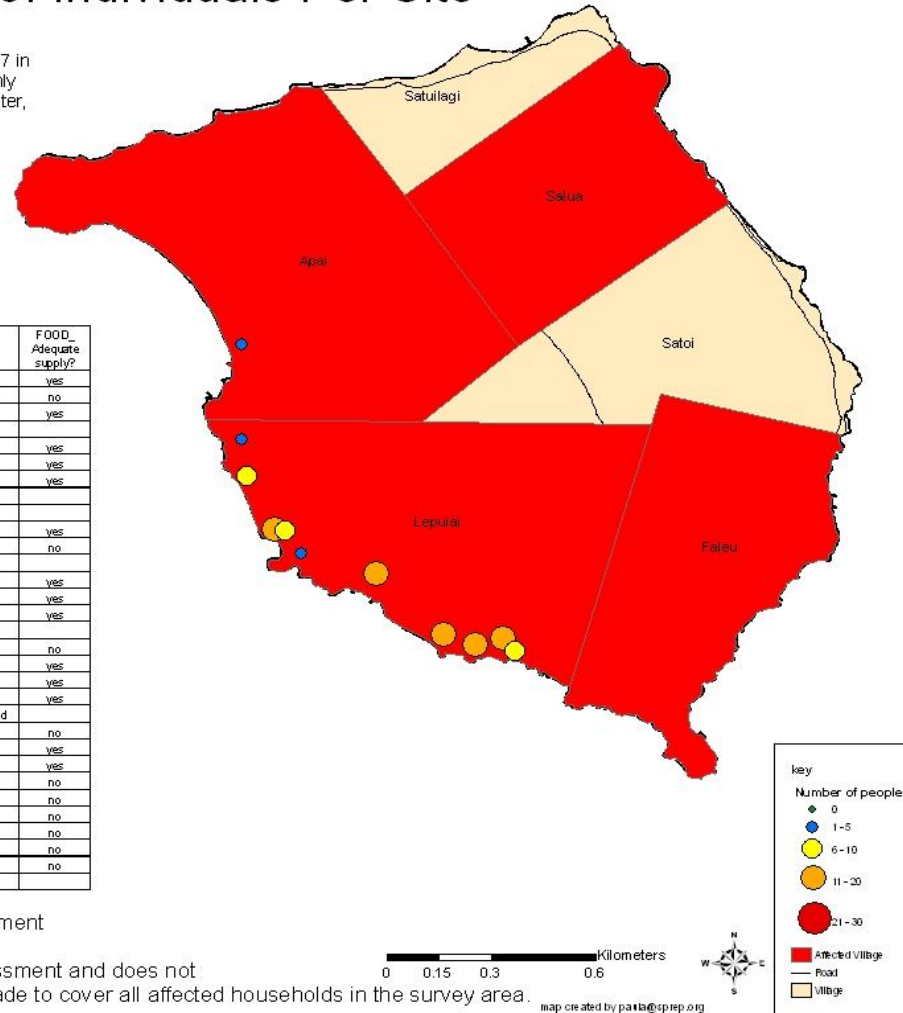 of Individuals Per Site
7 in
nly
ter,
Satuilagi
Salua
Apai
Satoi
Lepuiai
Faleu
FOOD_
Adequate
supply?
yes
no
yes
yes
yes
yes
yes
no
yes
yes
yes
no
yes
yes
yes
d
no
yes
yes
no
no
no
no
no
no
ment
ssment and does not
ade to cover all affected households in the survey area.
Kilometers
0 0.15 0.3 0.6
N
W E
S
map created by paula@sprep.org
key
Number of people
0
1-5
6-10
11-20
21-30
Affected Village
Road
Village